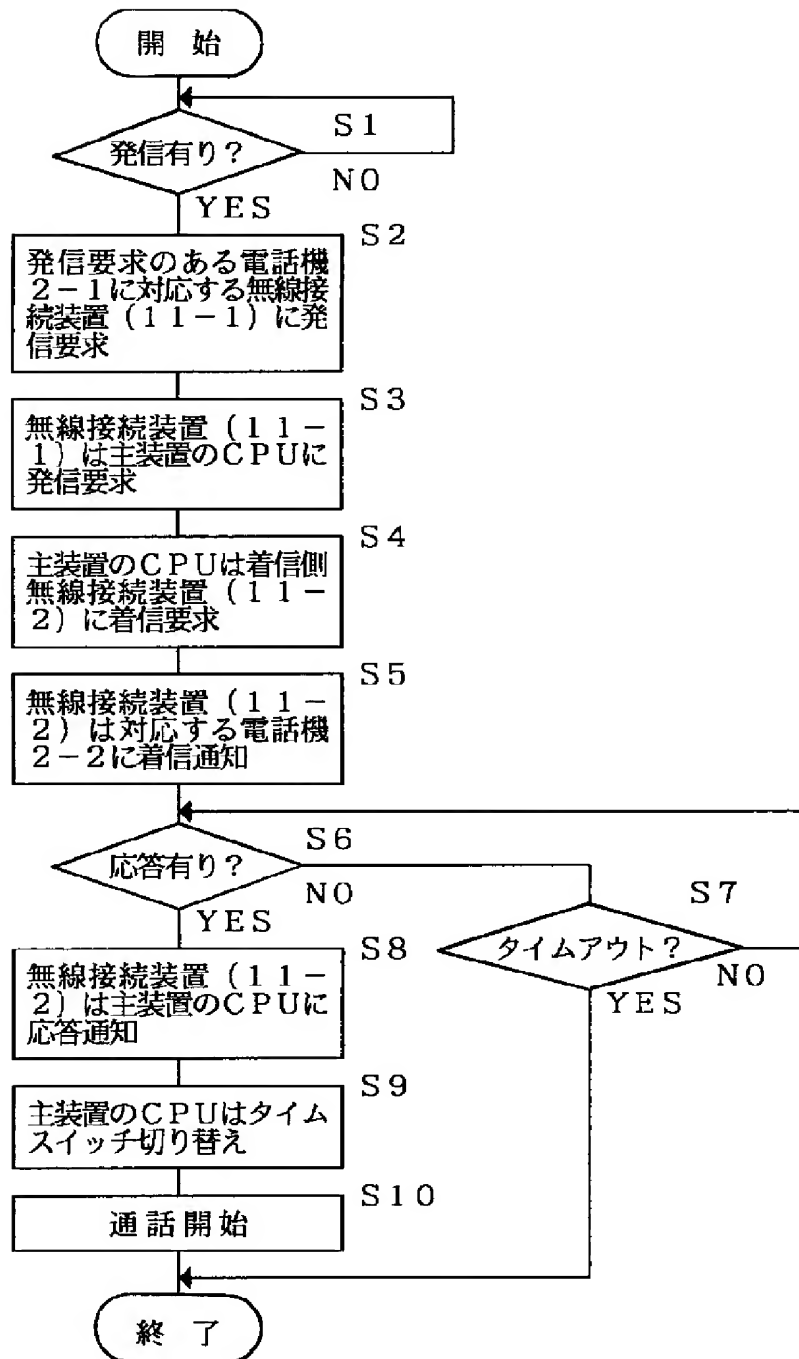 開　始
S1
発信有り？
NO
YES
S2
発信要求のある電話機
２－１に対応する無線接
続装置（１１－１）に発
信要求
S3
無線接続装置（１１－
１）は主装置のＣＰＵに
発信要求
S4
主装置のＣＰＵは着信側
無線接続装置（１１－
２）に着信要求
S5
無線接続装置（１１－
２）は対応する電話機
２－２に着信通知
S6
応答有り？
NO
YES
S7
タイムアウト？
NO
YES
S8
無線接続装置（１１－
２）は主装置のＣＰＵに
応答通知
S9
主装置のＣＰＵはタイム
スイッチ切り替え
S10
通話開始
終　了